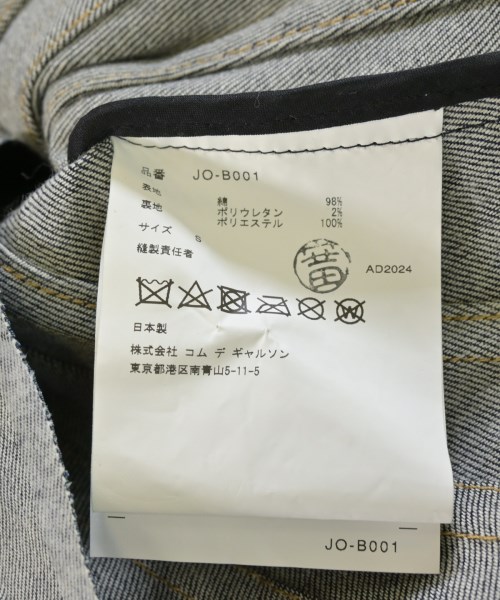 品番 JO-B001
表地 綿 98%
ポリウレタン 2%
裏地 ポリエステル 100%
サイズ S
縫製責任者
AD2024
日本製
株式会社 コム デ ギャルソン
東京都港区南青山5-11-5
JO-B001